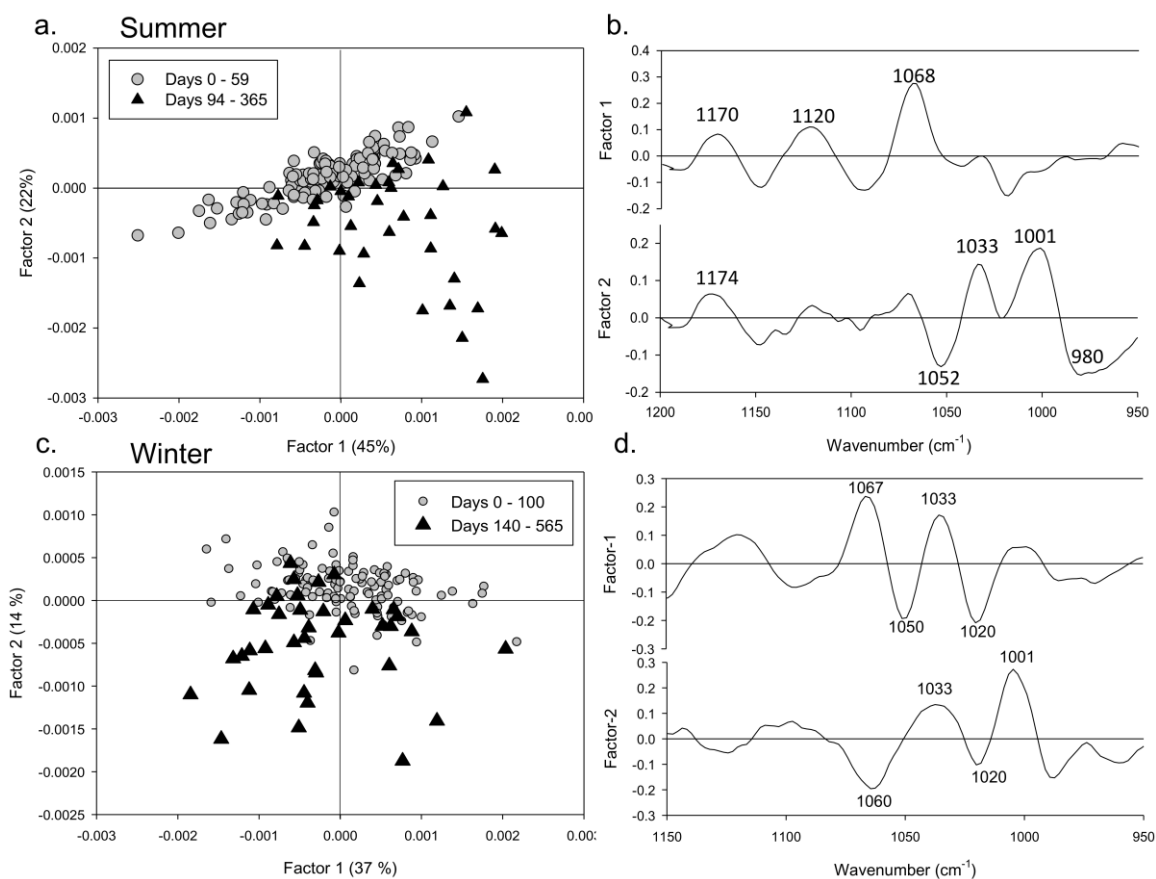 a. Summer
0.002
0.001
0.000
-0.001
-0.002
-0.003
Days 0 - 59
Days 94 - 365
Factor 2 (22%)
-0.003 -0.002 -0.001 0.000 0.001 0.002 0.00
Factor 1 (45%)
b.
0.4
0.3
0.2
0.1
0.0
-0.1
-0.2
Factor 1
1170 1120 1068
0.2
0.1
0.0
-0.1
0.2
Factor 2
1174 1052 1033 1001 980
1200 1150 1100 1050 1000 950
Wavenumber (cm⁻¹)
c. Winter
0.0015
0.0010
0.0005
0.0000
-0.0005
-0.0010
-0.0015
-0.0020
-0.0025
Days 0 - 100
Days 140 - 565
Factor 2 (14 %)
-0.003 -0.002 -0.001 0.000 0.001 0.002 0.00
Factor 1 (37 %)
d.
0.3
0.2
0.1
0.0
-0.1
-0.2
-0.3
Factor-1
1067 1050 1033 1020
0.3
0.2
0.1
0.0
-0.1
-0.2
-0.3
Factor-2
1060 1033 1020 1001
1150 1100 1050 1000 950
Wavenumber (cm⁻¹)